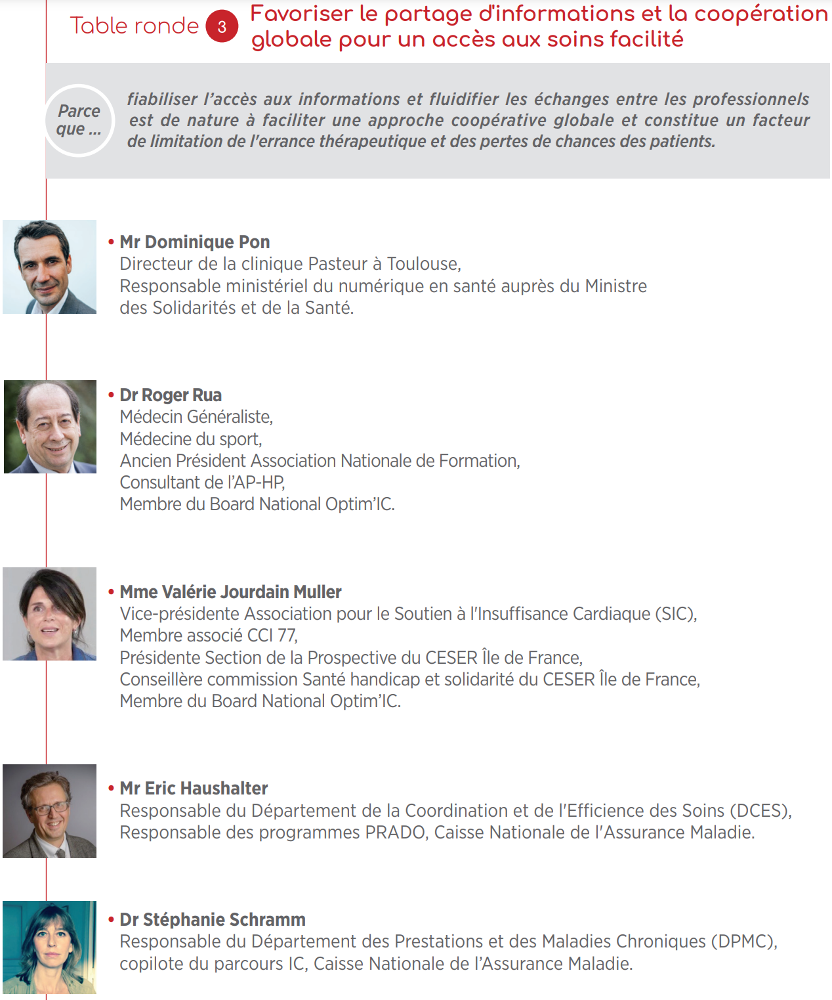 Table ronde 3
Favoriser le partage d'informations et la coopération
globale pour un accès aux soins facilité
Parce
que ...
fiabiliser l’accès aux informations et fluidifier les échanges entre les professionnels
est de nature à faciliter une approche coopérative globale et constitue un facteur
de limitation de l'errance thérapeutique et des pertes de chances des patients.
• Mr Dominique Pon
Directeur de la clinique Pasteur à Toulouse,
Responsable ministériel du numérique en santé auprès du Ministre
des Solidarités et de la Santé.
• Dr Roger Rua
Médecin Généraliste,
Médecine du sport,
Ancien Président Association Nationale de Formation,
Consultant de l’AP-HP,
Membre du Board National Optim’IC.
• Mme Valérie Jourdain Muller
Vice-présidente Association pour le Soutien à l'Insuffisance Cardiaque (SIC),
Membre associé CCI 77,
Présidente Section de la Prospective du CESER Île de France,
Conseillère commission Santé handicap et solidarité du CESER Île de France,
Membre du Board National Optim’IC.
• Mr Eric Haushalter
Responsable du Département de la Coordination et de l'Efficience des Soins (DCES),
Responsable des programmes PRADO, Caisse Nationale de l'Assurance Maladie.
• Dr Stéphanie Schramm
Responsable du Département des Prestations et des Maladies Chroniques (DPMC),
copilote du parcours IC, Caisse Nationale de l’Assurance Maladie.